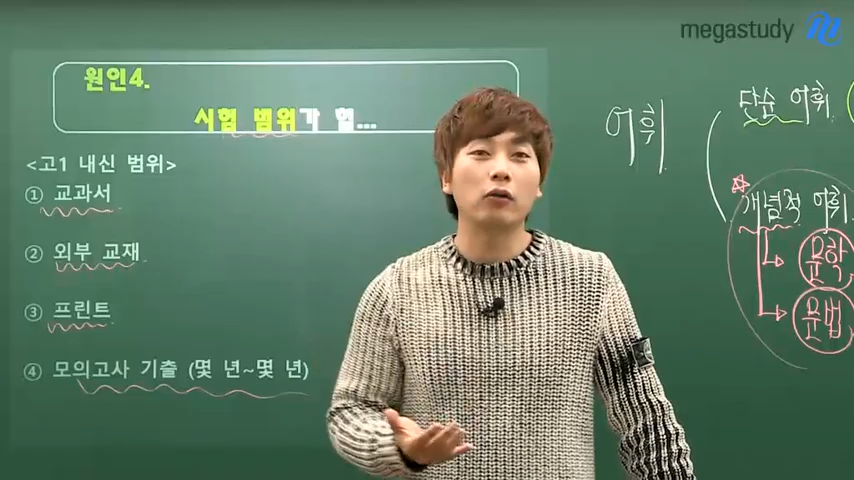 megastudy
원인4.
시험 범위가 헐...
<고1 내신 범위>
① 교과서
② 외부 교재
③ 프린트
④ 모의고사 기출 (몇 년~몇 년)
어휘
단순 어휘
개념적 어휘
문학
문법